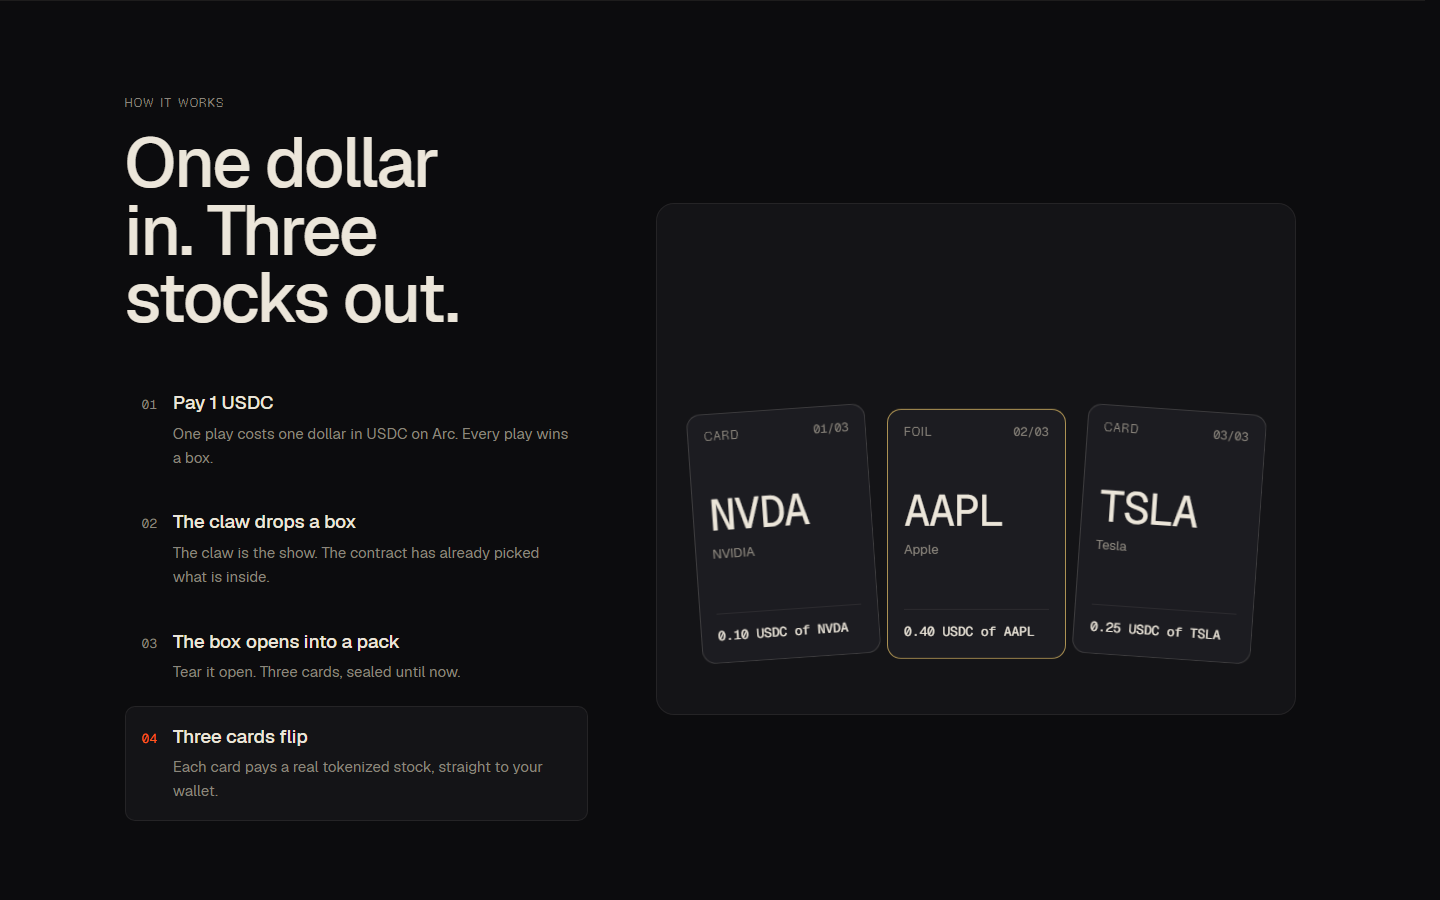 HOW IT WORKS
One dollar
in. Three
stocks out.
01 Pay 1 USDC
One play costs one dollar in USDC on Arc. Every play wins
a box.
02 The claw drops a box
The claw is the show. The contract has already picked
what is inside.
03 The box opens into a pack
Tear it open. Three cards, sealed until now.
04 Three cards flip
Each card pays a real tokenized stock, straight to your
wallet.
CARD 01/03
NVDA
NVIDIA
0.10 USDC of NVDA
FOIL 02/03
AAPL
Apple
0.40 USDC of AAPL
CARD 03/03
TSLA
Tesla
0.25 USDC of TSLA